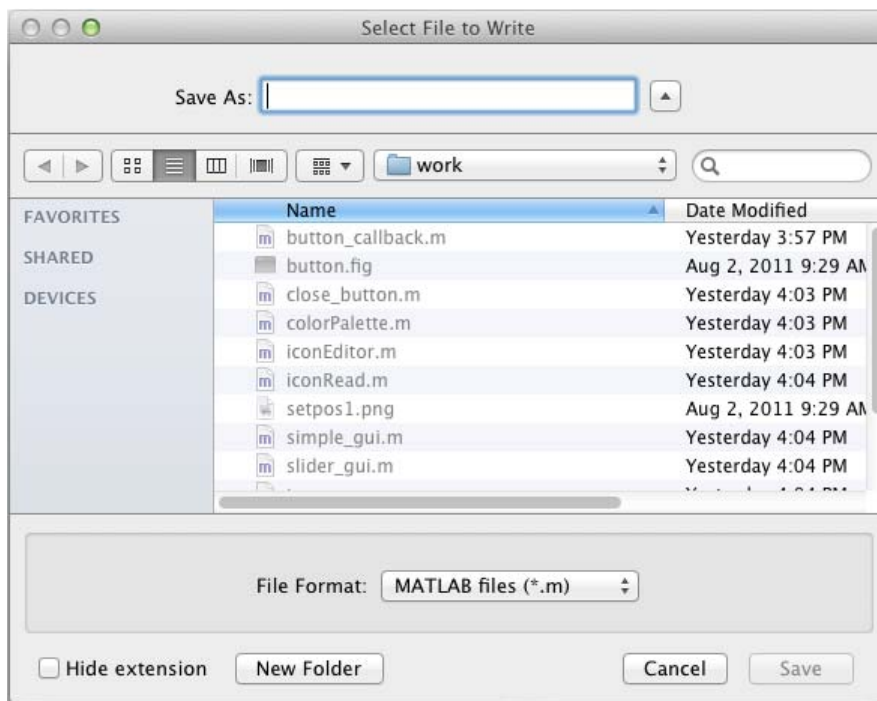 Select File to Write
Save As:
work
FAVORITES
SHARED
DEVICES
Name Date Modified
button_callback.m Yesterday 3:57 PM
button.fig Aug 2, 2011 9:29 AM
close_button.m Yesterday 4:03 PM
colorPalette.m Yesterday 4:03 PM
iconEditor.m Yesterday 4:03 PM
iconRead.m Yesterday 4:04 PM
setpos1.png Aug 2, 2011 9:29 AM
simple_gui.m Yesterday 4:04 PM
slider_gui.m Yesterday 4:04 PM
File Format: MATLAB files (*.m)
Hide extension New Folder Cancel Save